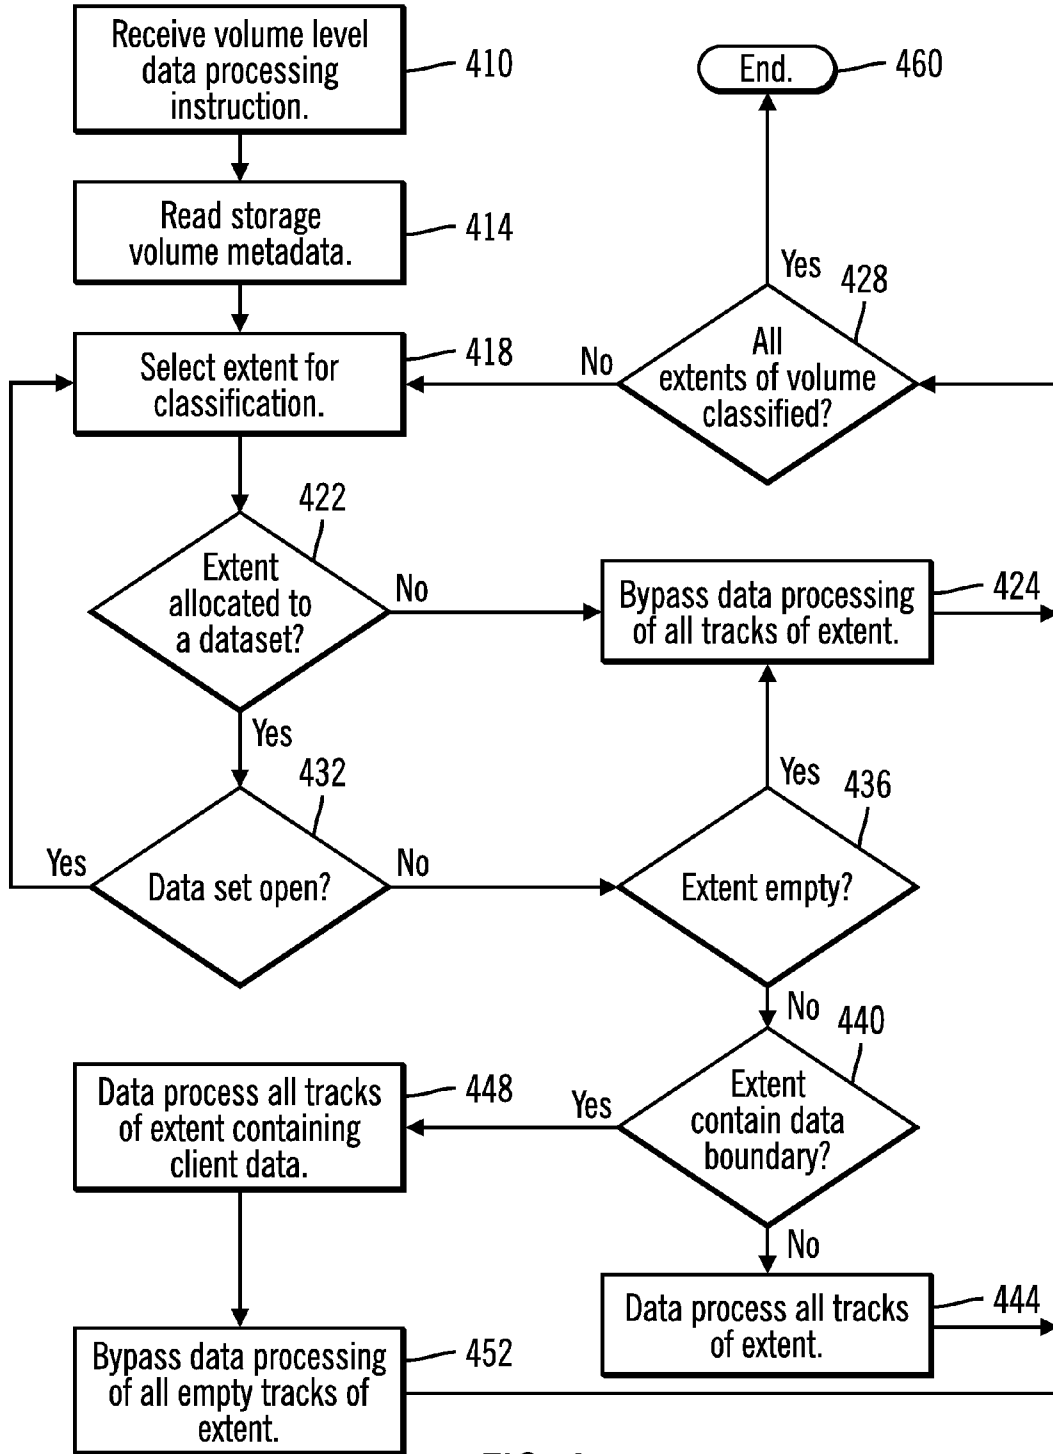 Receive volume level
data processing
instruction.
410
End.
460
Read storage
volume metadata.
414
Yes
428
All
extents of volume
classified?
No
Select extent for
classification.
418
422
Extent
allocated to
a dataset?
No
Bypass data processing
of all tracks of extent.
424
Yes
432
Data set open?
Yes
No
Yes
436
Extent empty?
No
440
Extent
contain data
boundary?
Yes
Data process all tracks
of extent containing
client data.
448
No
Data process all tracks
of extent.
444
Bypass data processing
of all empty tracks of
extent.
452